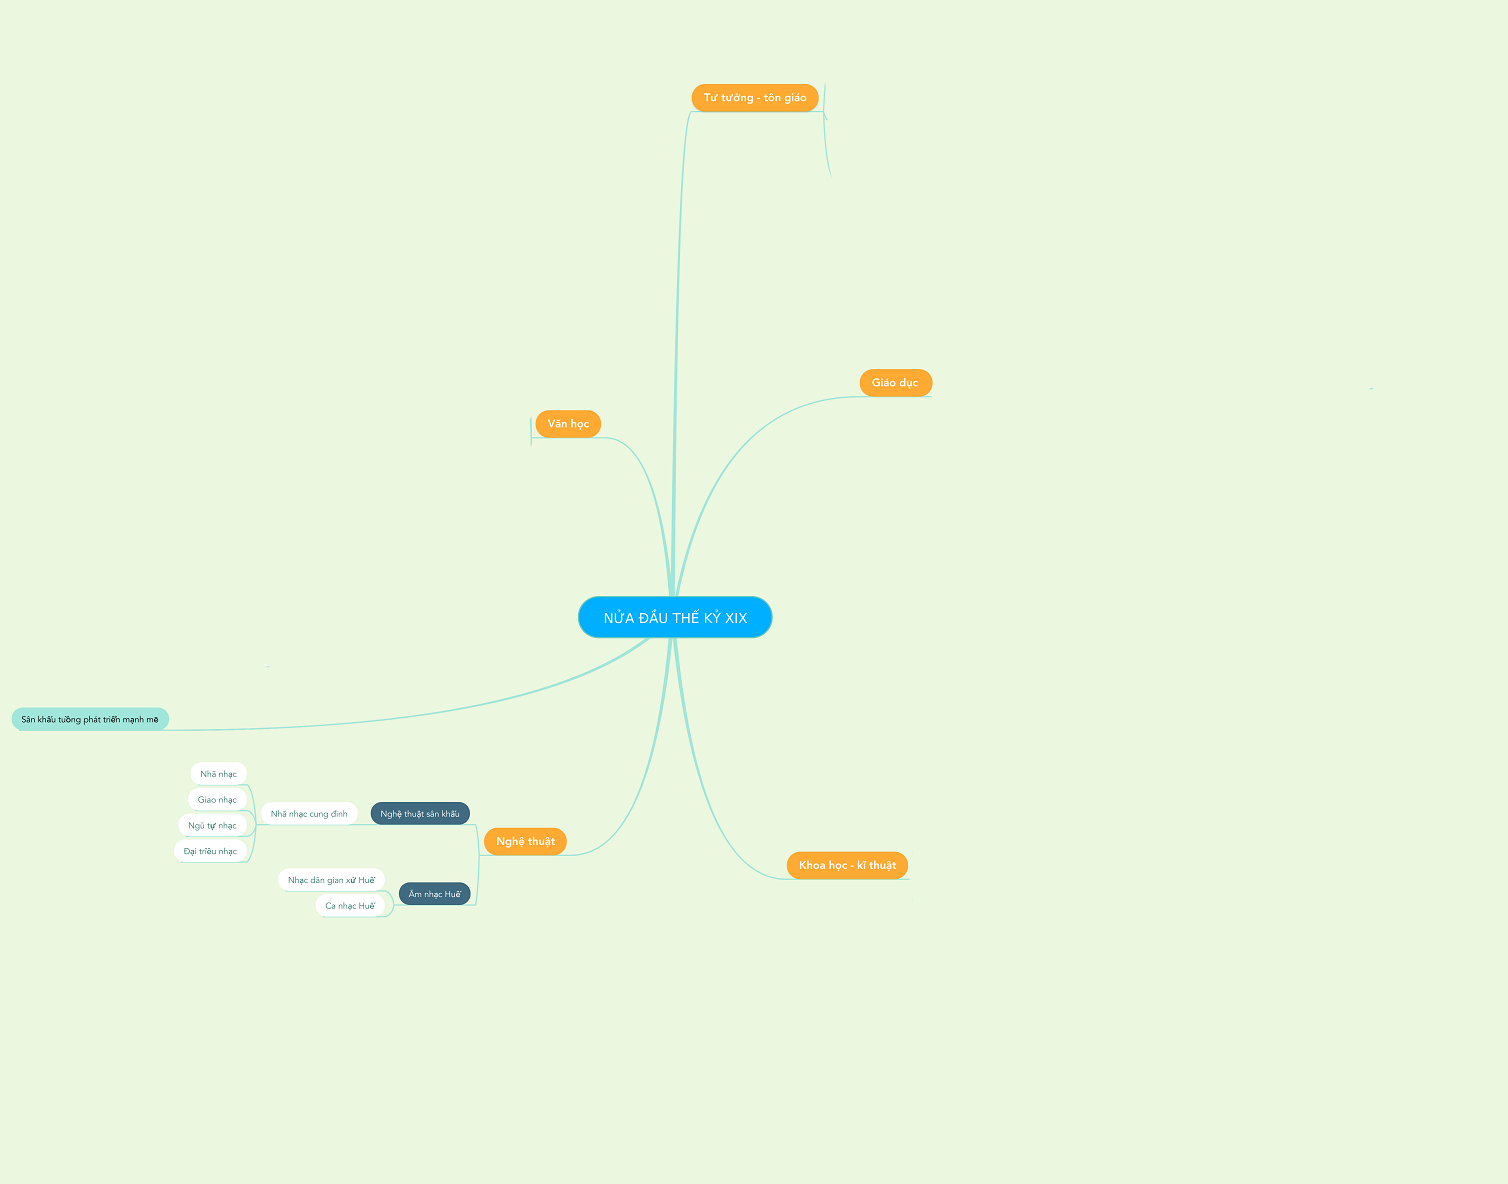 Tư tưởng - tôn giáo
Giáo dục
Văn học
NỬA ĐẦU THẾ KỶ XIX
Sân khấu tuồng phát triển mạnh mẽ
Nhã nhạc
Giao nhạc
Ngũ tự nhạc
Đại triều nhạc
Nhã nhạc cung đình
Nghệ thuật sân khấu
Nghệ thuật
Nhạc dân gian xứ Huế
Ca nhạc Huế
Âm nhạc Huế
Khoa học - kĩ thuật